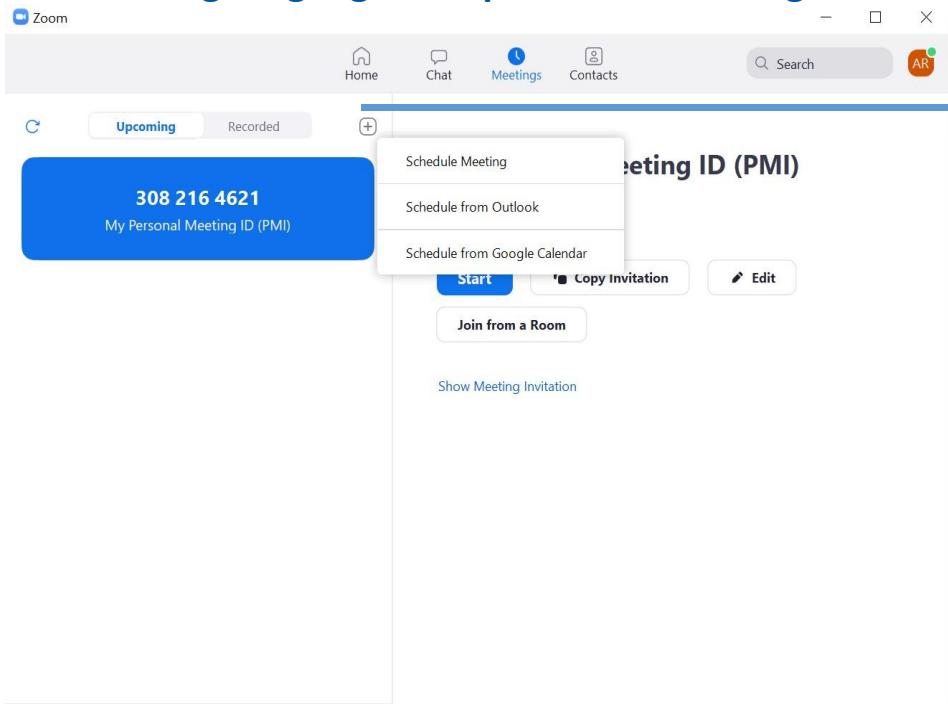 Zoom
Home
Chat
Meetings
Contacts
Search
AR
Upcoming
Recorded
Schedule Meeting
Schedule from Outlook
Schedule from Google Calendar
eeting ID (PMI)
308 216 4621
My Personal Meeting ID (PMI)
Start
Copy Invitation
Edit
Join from a Room
Show Meeting Invitation